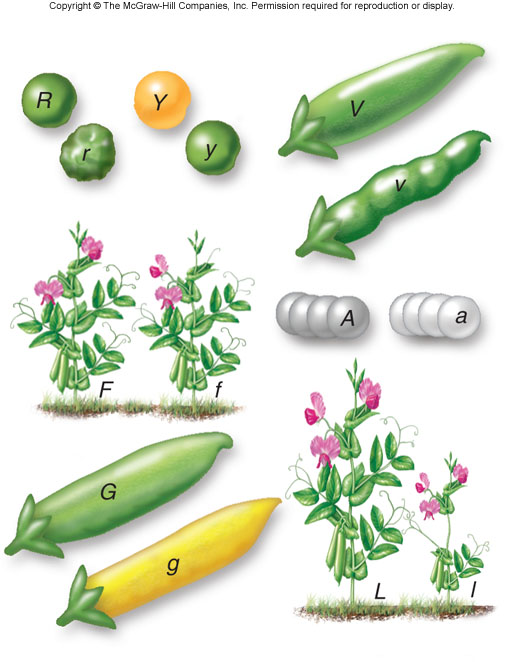 Copyright © The McGraw-Hill Companies, Inc. Permission required for reproduction or display.
R
Y
r
y
V
v
A
a
F
f
G
g
L
l